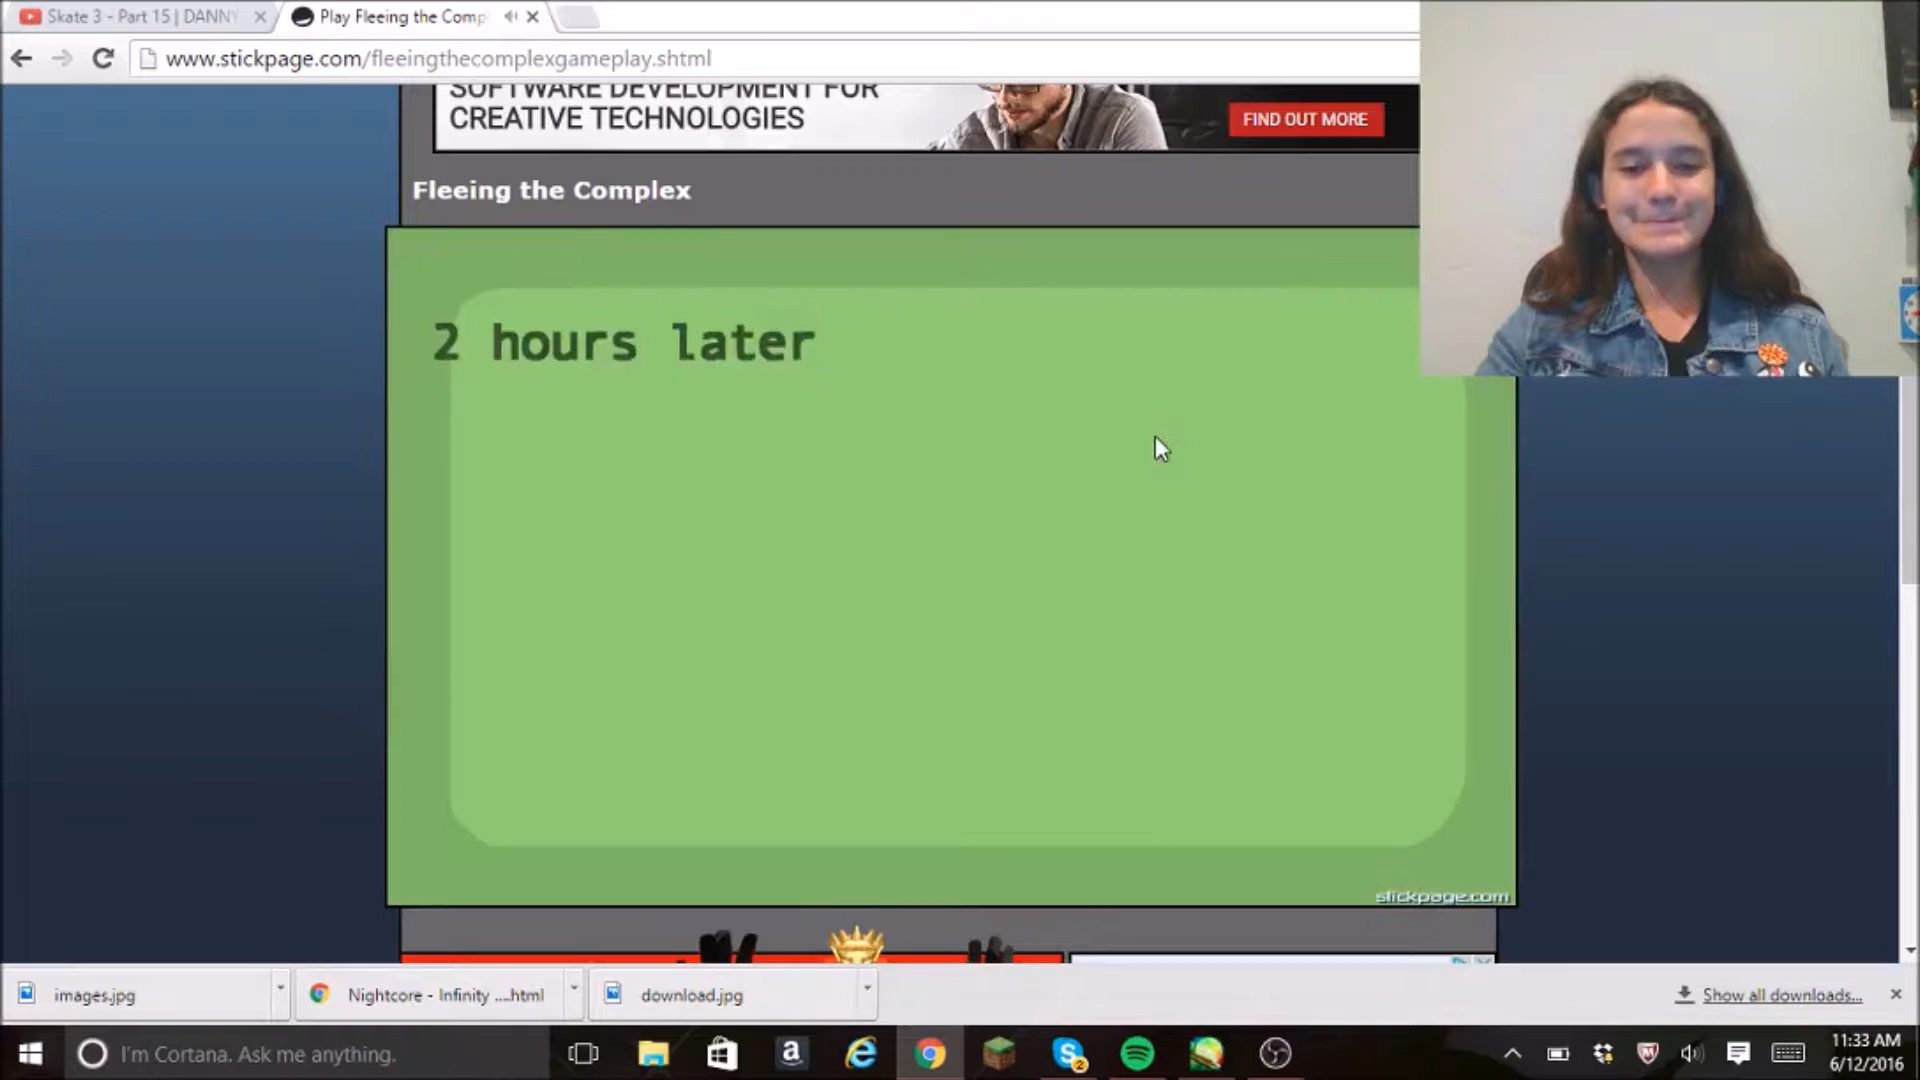 Skate 3 - Part 15 | DANNY
Play Fleeing the Comp
www.stickpage.com/fleeingthecomplexgameplay.shtml
SOFTWARE DEVELOPMENT FOR
CREATIVE TECHNOLOGIES
FIND OUT MORE
Fleeing the Complex
2 hours later
stickpage.com
images.jpg
Nightcore - Infinity ....html
download.jpg
Show all downloads...
I'm Cortana. Ask me anything.
2
11:33 AM
6/12/2016